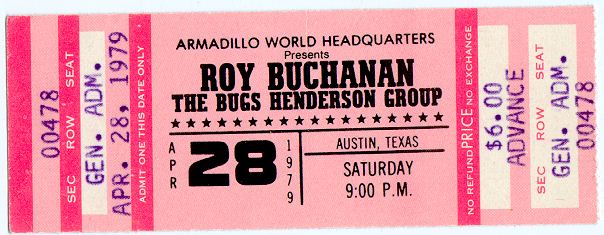 00478
SEC ROW SEAT
GEN. ADM.
APR. 28, 1979
ADMIT ONE THIS DATE ONLY
ARMADILLO WORLD HEADQUARTERS
Presents
ROY BUCHANAN
THE BUGS HENDERSON GROUP
APR 28 1979
AUSTIN, TEXAS
SATURDAY
9:00 P.M.
NO REFUND PRICE NO EXCHANGE
$6.00
ADVANCE
SEC ROW SEAT
GEN. ADM.
00478